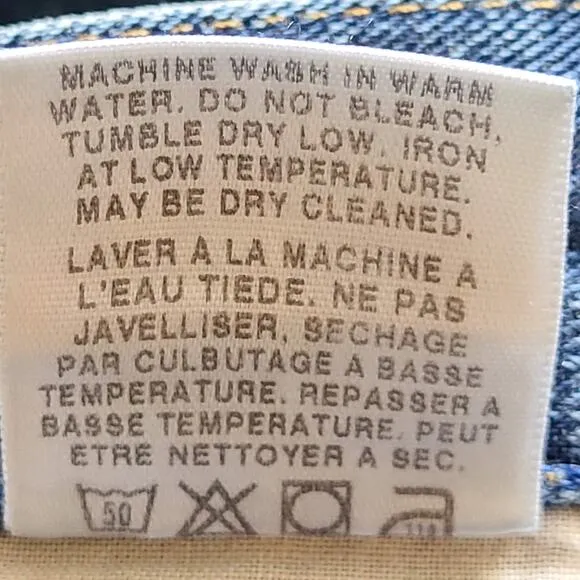 MACHINE WASH IN WARM
WATER. DO NOT BLEACH.
TUMBLE DRY LOW. IRON
AT LOW TEMPERATURE.
MAY BE DRY CLEANED.
LAVER A LA MACHINE A
L'EAU TIEDE. NE PAS
JAVELLISER. SECHAGE
PAR CULBUTAGE A BASSE
TEMPERATURE. REPASSER A
BASSE TEMPERATURE. PEUT
ETRE NETTOYER A SEC.
50 110